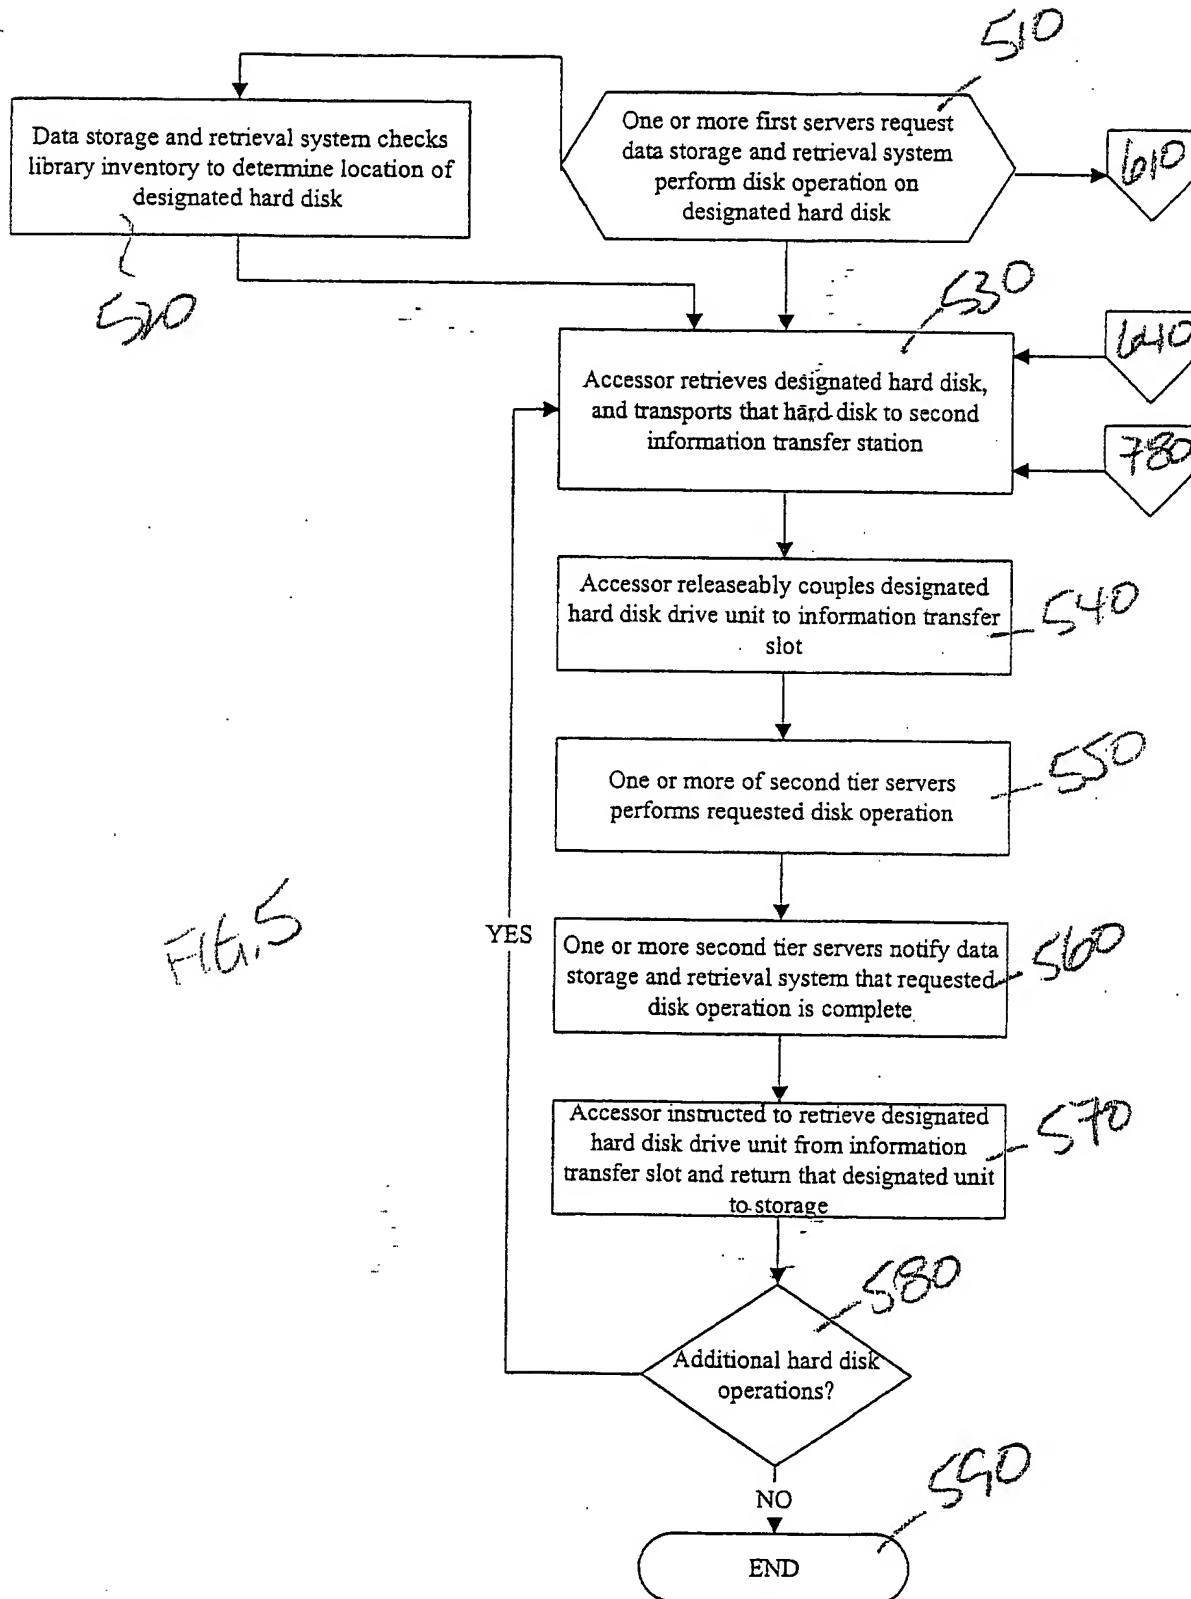 510
One or more first servers request
data storage and retrieval system
perform disk operation on
designated hard disk
610
Data storage and retrieval system checks
library inventory to determine location of
designated hard disk
520
530
640
Accessor retrieves designated hard disk,
and transports that hard disk to second
information transfer station
780
Accessor releaseably couples designated
hard disk drive unit to information transfer
slot
540
One or more of second tier servers
performs requested disk operation
550
FIG. 5
YES
One or more second tier servers notify data
storage and retrieval system that requested
disk operation is complete.
560
Accessor instructed to retrieve designated
hard disk drive unit from information
transfer slot and return that designated unit
to storage
570
580
Additional hard disk
operations?
NO
590
END